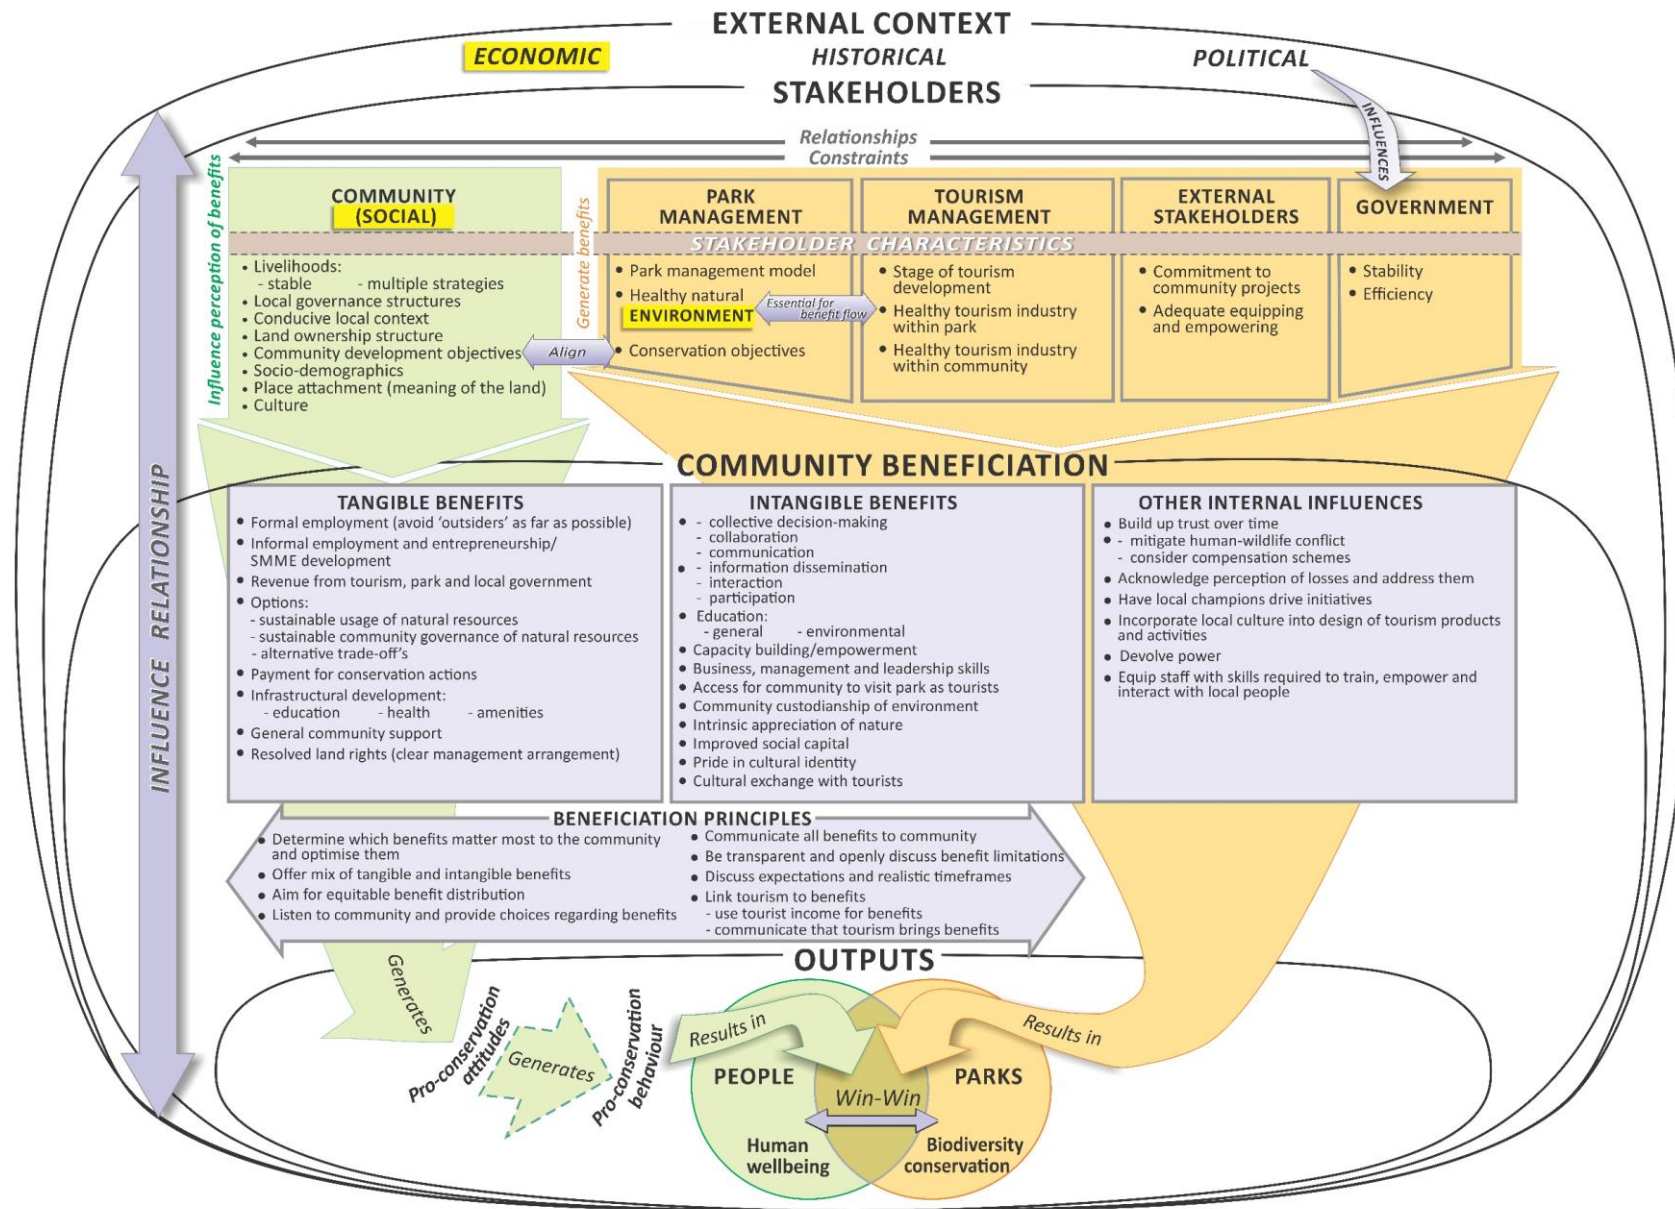 EXTERNAL CONTEXT
ECONOMIC
HISTORICAL
POLITICAL
STAKEHOLDERS
INFLUENCES
Relationships
Constraints
INFLUENCE RELATIONSHIP
Influence perception of benefits
COMMUNITY
(SOCIAL)
Generate benefits
PARK
MANAGEMENT
TOURISM
MANAGEMENT
EXTERNAL
STAKEHOLDERS
GOVERNMENT
STAKEHOLDER CHARACTERISTICS
• Livelihoods:
- stable - multiple strategies
• Local governance structures
• Conducive local context
• Land ownership structure
• Community development objectives
• Socio-demographics
• Place attachment (meaning of the land)
• Culture
Align
• Park management model
• Healthy natural
ENVIRONMENT
• Conservation objectives
Essential for
benefit flow
• Stage of tourism
development
• Healthy tourism industry
within park
• Healthy tourism industry
within community
• Commitment to
community projects
• Adequate equipping
and empowering
• Stability
• Efficiency
COMMUNITY BENEFICIATION
TANGIBLE BENEFITS
• Formal employment (avoid ‘outsiders’ as far as possible)
• Informal employment and entrepreneurship/
SMME development
• Revenue from tourism, park and local government
• Options:
- sustainable usage of natural resources
- sustainable community governance of natural resources
- alternative trade-off’s
• Payment for conservation actions
• Infrastructural development:
- education - health - amenities
• General community support
• Resolved land rights (clear management arrangement)
INTANGIBLE BENEFITS
• - collective decision-making
- collaboration
- communication
• - information dissemination
- interaction
- participation
• Education:
- general - environmental
• Capacity building/empowerment
• Business, management and leadership skills
• Access for community to visit park as tourists
• Community custodianship of environment
• Intrinsic appreciation of nature
• Improved social capital
• Pride in cultural identity
• Cultural exchange with tourists
OTHER INTERNAL INFLUENCES
• Build up trust over time
• - mitigate human-wildlife conflict
- consider compensation schemes
• Acknowledge perception of losses and address them
• Have local champions drive initiatives
• Incorporate local culture into design of tourism products
and activities
• Devolve power
• Equip staff with skills required to train, empower and
interact with local people
BENEFICIATION PRINCIPLES
• Determine which benefits matter most to the community
and optimise them
• Offer mix of tangible and intangible benefits
• Aim for equitable benefit distribution
• Listen to community and provide choices regarding benefits
• Communicate all benefits to community
• Be transparent and openly discuss benefit limitations
• Discuss expectations and realistic timeframes
• Link tourism to benefits
- use tourist income for benefits
- communicate that tourism brings benefits
OUTPUTS
Generates
Pro-conservation
attitudes
Generates
Pro-conservation
behaviour
Results in
Results in
PEOPLE
PARKS
Win-Win
Human
wellbeing
Biodiversity
conservation